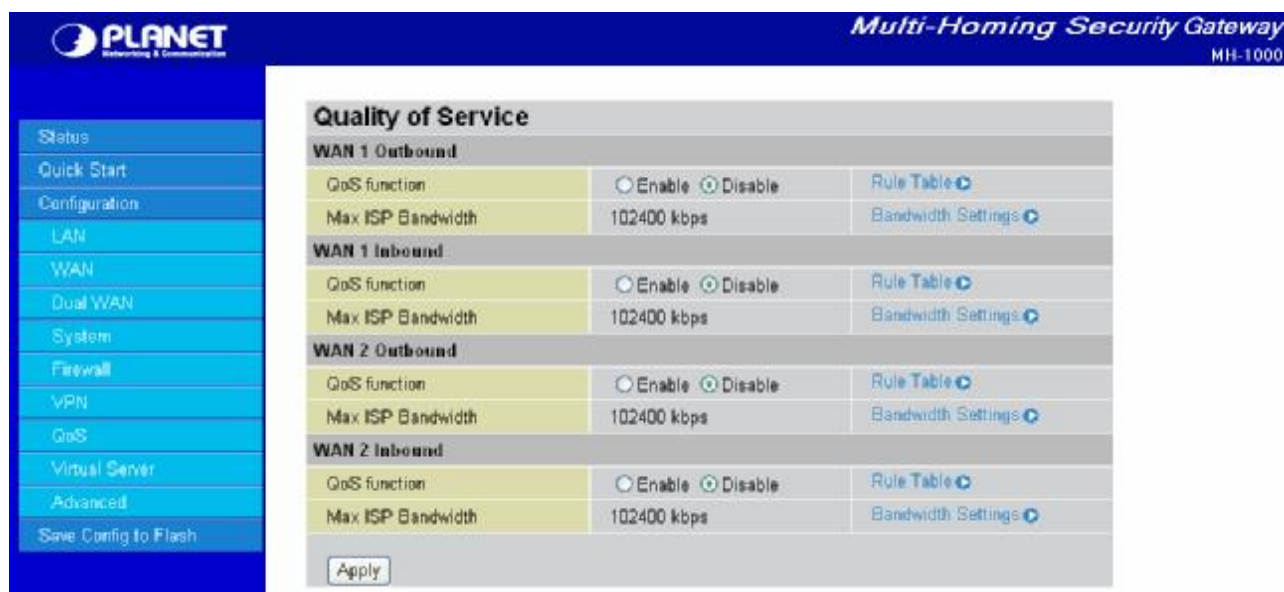 PLANET
Networking & Communication
Multi-Homing Security Gateway
MH-1000
Status
Quick Start
Configuration
LAN
WAN
Dual WAN
System
Firewall
VPN
QoS
Virtual Server
Advanced
Save Config to Flash
Quality of Service
WAN 1 Outbound
QoS function Enable Disable Rule Table
Max ISP Bandwidth 102400 kbps Bandwidth Settings
WAN 1 Inbound
QoS function Enable Disable Rule Table
Max ISP Bandwidth 102400 kbps Bandwidth Settings
WAN 2 Outbound
QoS function Enable Disable Rule Table
Max ISP Bandwidth 102400 kbps Bandwidth Settings
WAN 2 Inbound
QoS function Enable Disable Rule Table
Max ISP Bandwidth 102400 kbps Bandwidth Settings
Apply